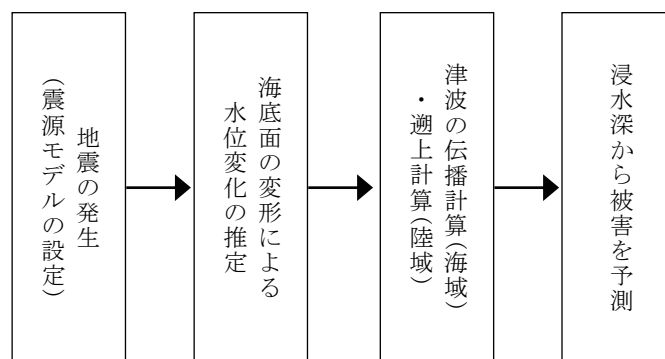 地震の発生
(震源モデルの設定)
海底面の変形による
水位変化の推定
津波の伝播計算(海域)
・遡上計算(陸域)
浸水深から被害を予測